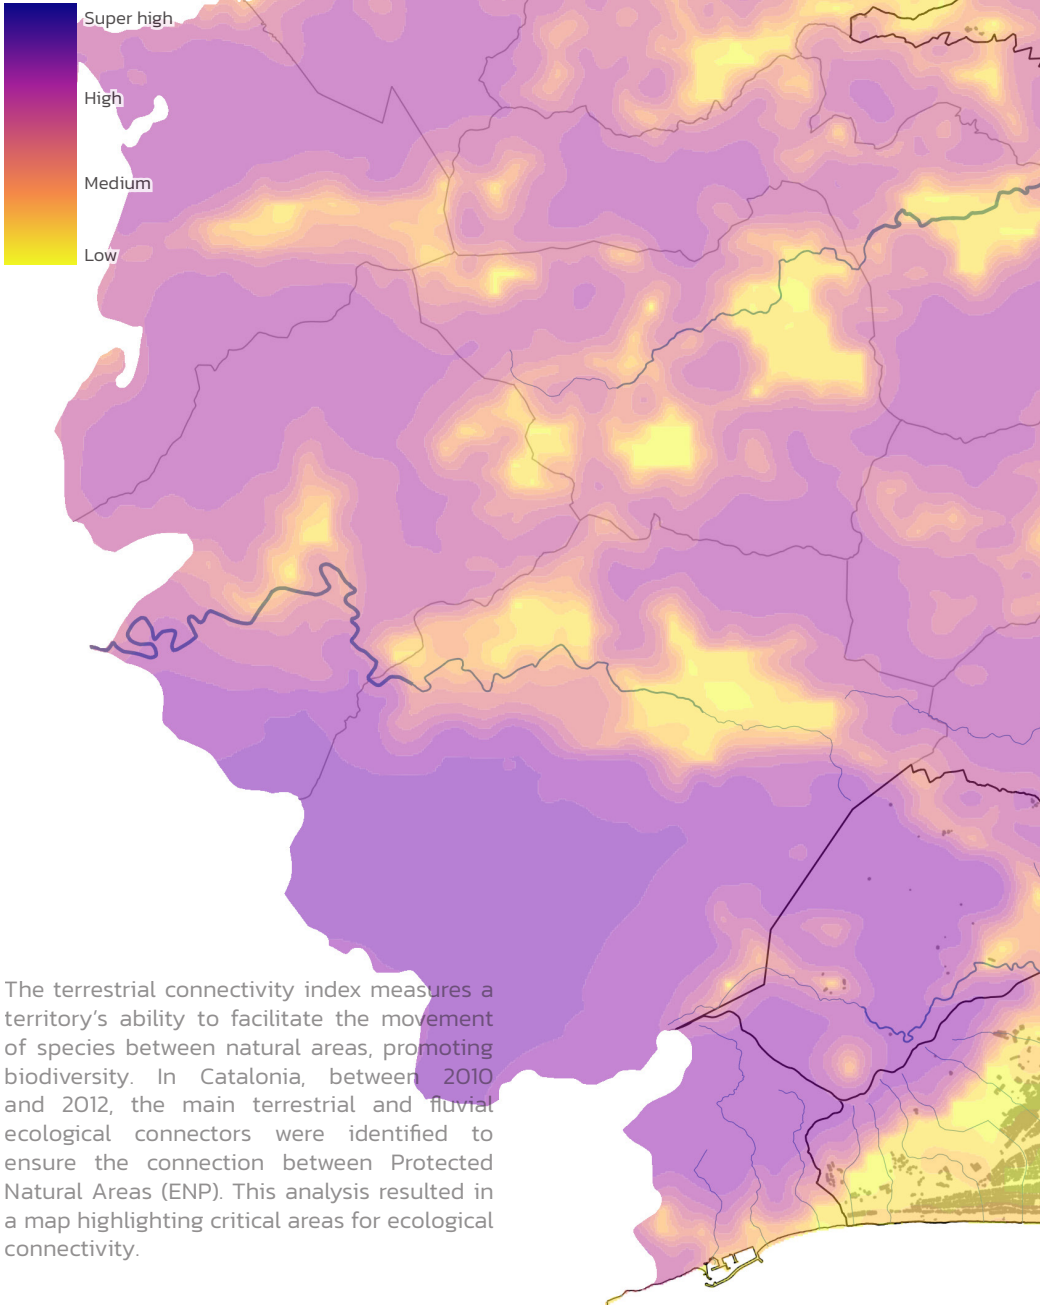 Super high
High
Medium
Low
The terrestrial connectivity index measures a
territory's ability to facilitate the movement
of species between natural areas, promoting
biodiversity. In Catalonia, between 2010
and 2012, the main terrestrial and fluvial
ecological connectors were identified to
ensure the connection between Protected
Natural Areas (ENP). This analysis resulted in
a map highlighting critical areas for ecological
connectivity.